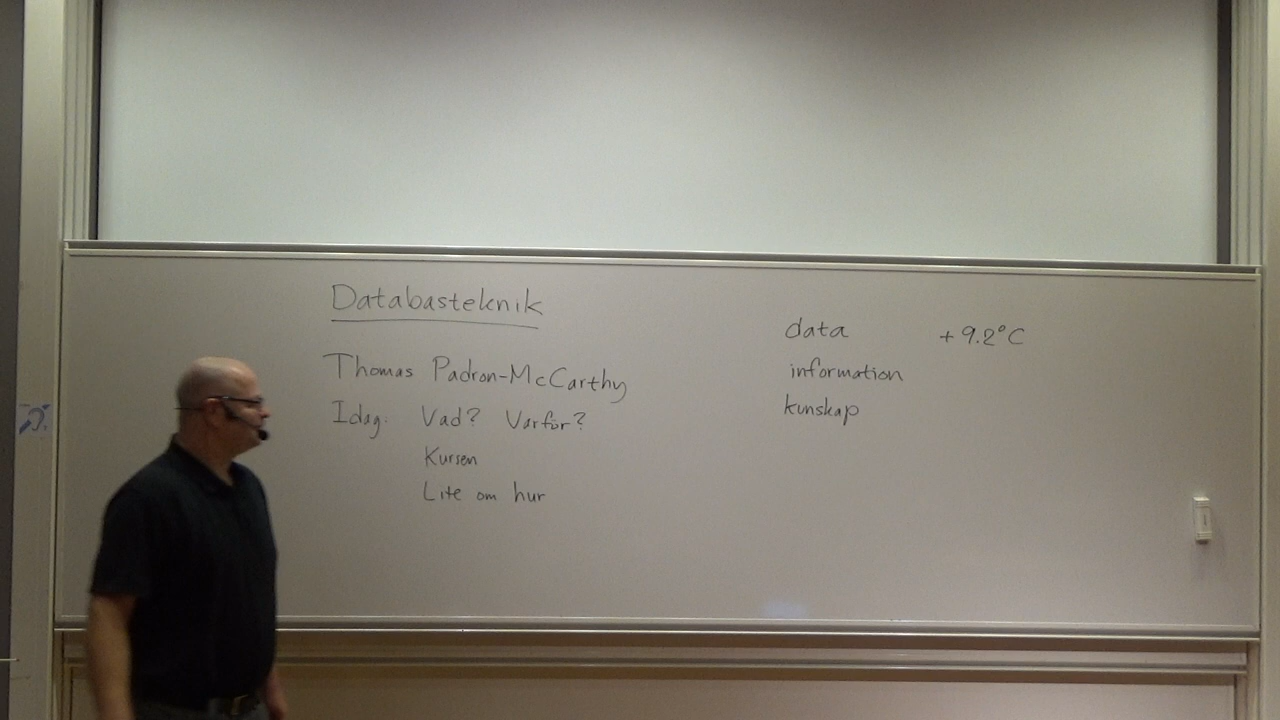 Databasteknik
Thomas Padron-McCarthy
Idag: Vad? Varför?
Kursen
Lite om hur
data +9.2°C
information
kunskap